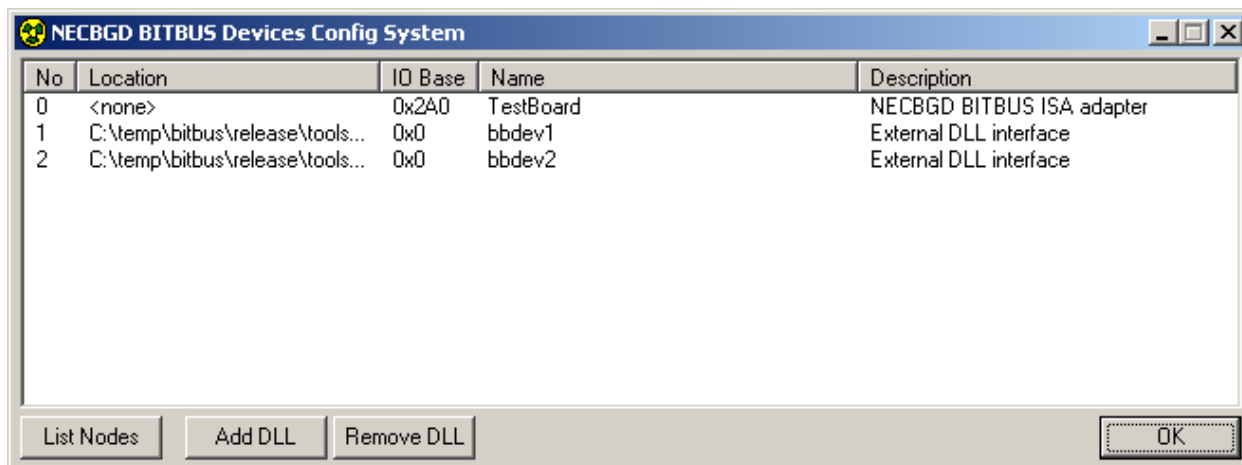 NECBGD BITBUS Devices Config System
No Location IO Base Name Description
0 <none> 0x2A0 TestBoard NECBGD BITBUS ISA adapter
1 C:\temp\bitbus\release\tools... 0x0 bbdev1 External DLL interface
2 C:\temp\bitbus\release\tools... 0x0 bbdev2 External DLL interface
List Nodes Add DLL Remove DLL OK